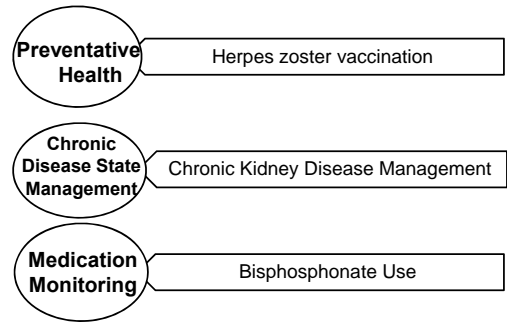 Preventative
Health
Herpes zoster vaccination
Chronic
Disease State
Management
Chronic Kidney Disease Management
Medication
Monitoring
Bisphosphonate Use